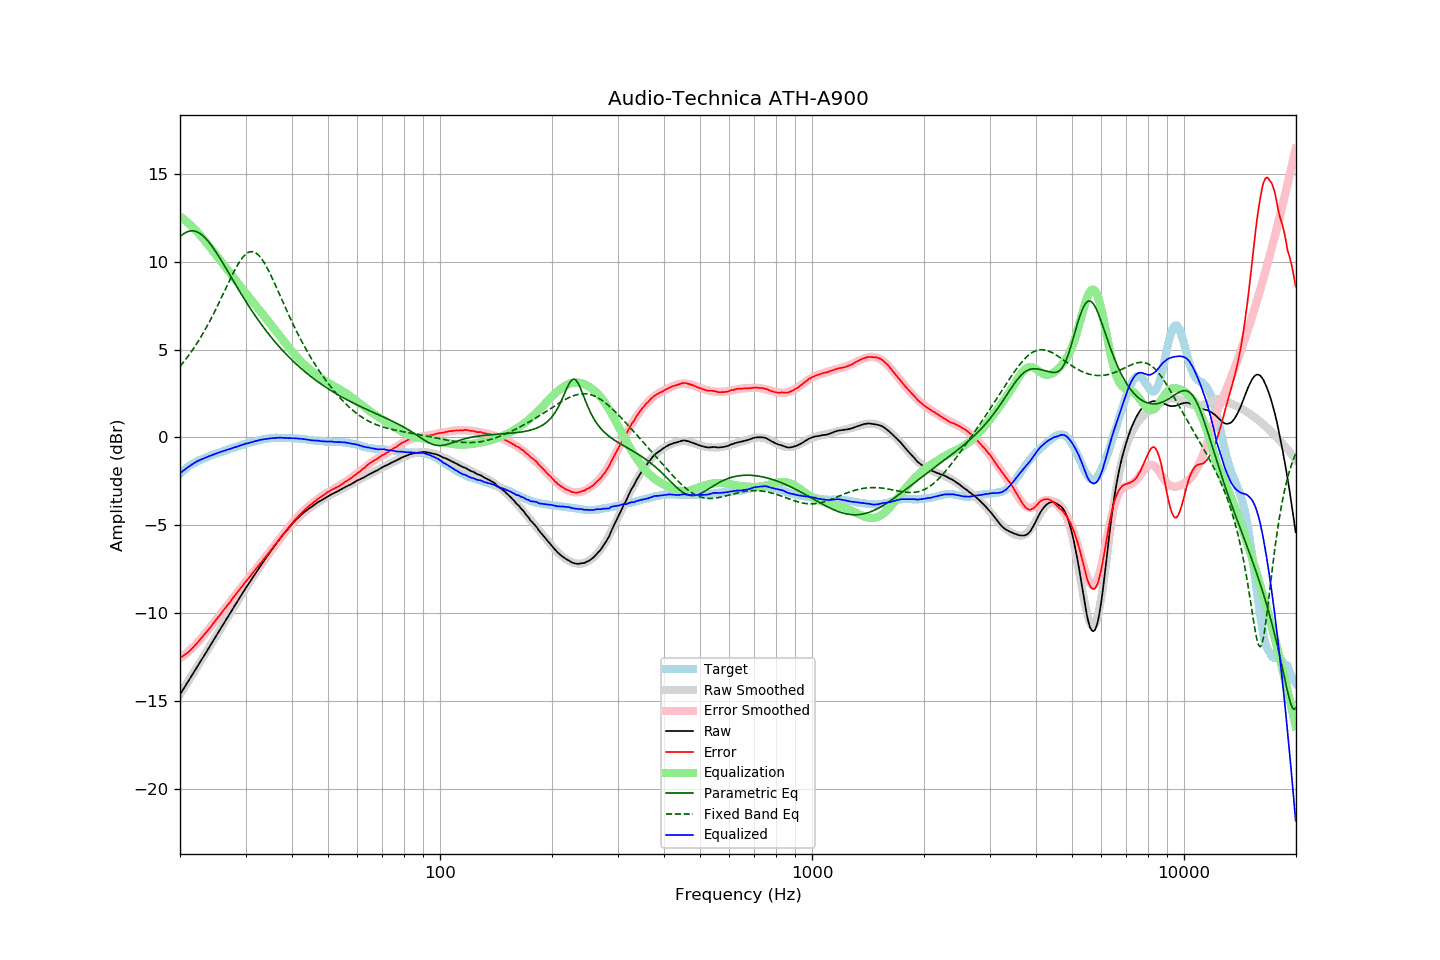 Audio-Technica ATH-A900
15
10
5
0
−5
−10
−15
−20
Amplitude (dBr)
100
1000
10000
Frequency (Hz)
Target
Raw Smoothed
Error Smoothed
Raw
Error
Equalization
Parametric Eq
Fixed Band Eq
Equalized